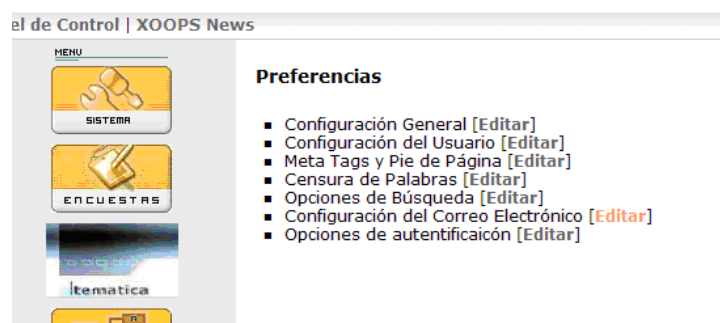 el de Control | XOOPS News
MENU
SISTEMA
ENCUESTAS
tematica
Preferencias
Configuración General [Editar]
Configuración del Usuario [Editar]
Meta Tags y Pie de Página [Editar]
Censura de Palabras [Editar]
Opciones de Búsqueda [Editar]
Configuración del Correo Electrónico [Editar]
Opciones de autentificaicón [Editar]